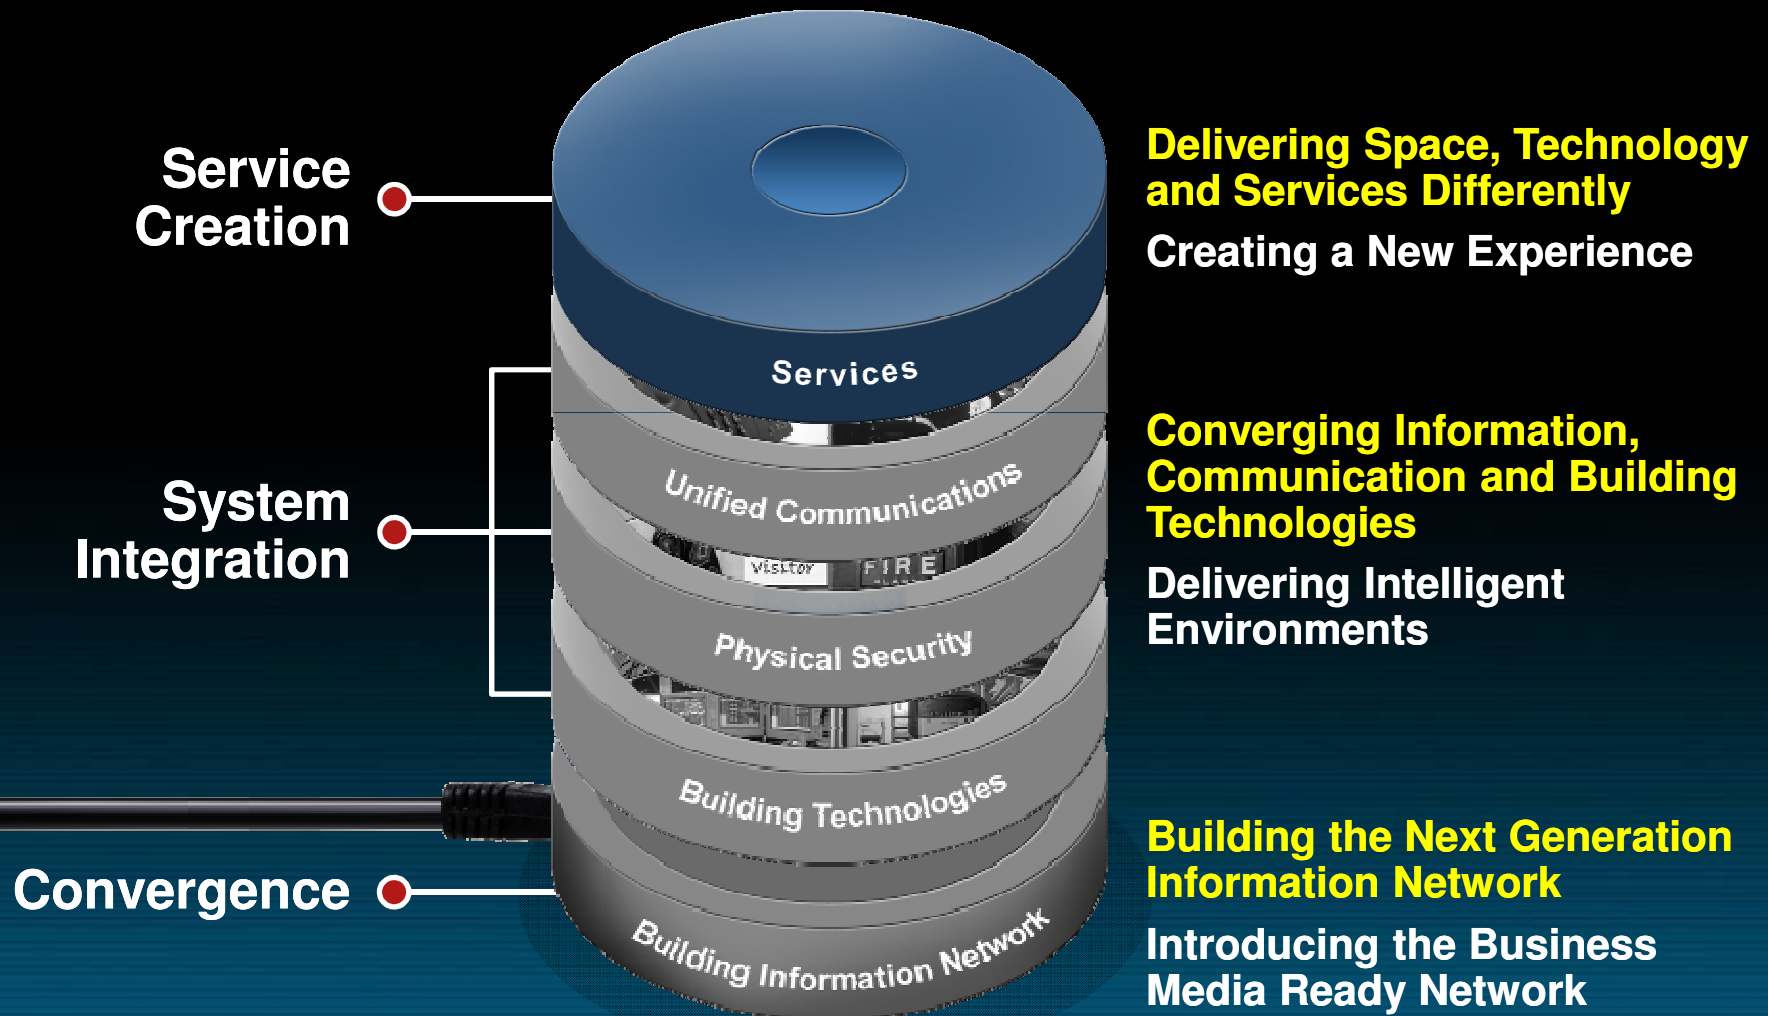 Service
Creation
Delivering Space, Technology
and Services Differently
Creating a New Experience
Services
System
Integration
Unified Communications
Visitor
FIRE
Physical Security
Building Technologies
Converging Information,
Communication and Building
Technologies
Delivering Intelligent
Environments
Convergence
Building Information Network
Building the Next Generation
Information Network
Introducing the Business
Media Ready Network